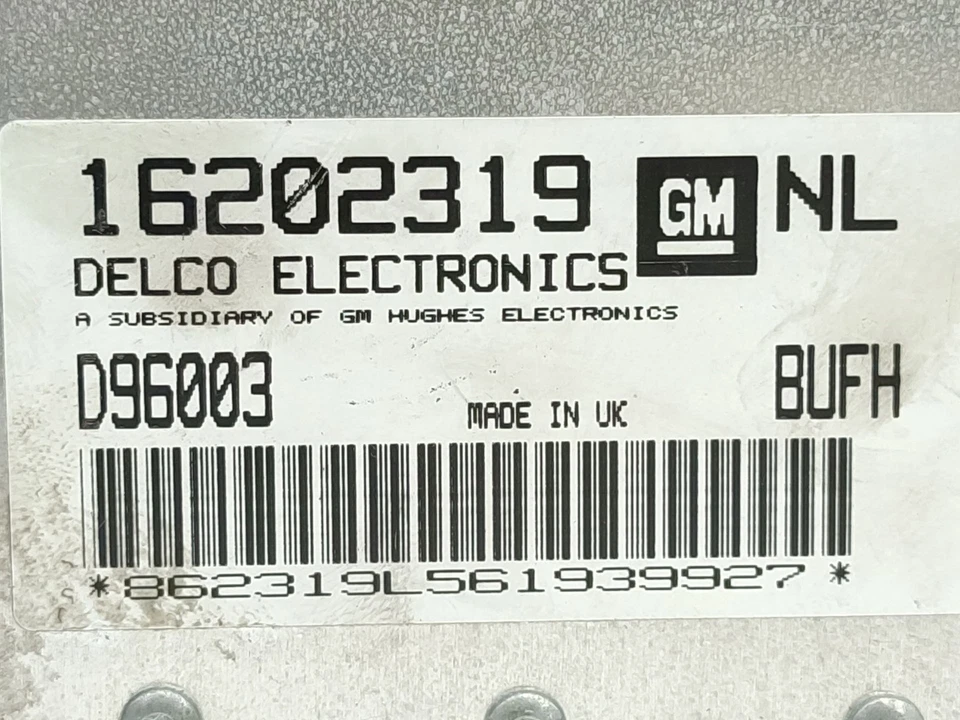 16202319 GM NL
DELCO ELECTRONICS
A SUBSIDIARY OF GM HUGHES ELECTRONICS
D96003 BUFH
MADE IN UK
*862319L561939927*